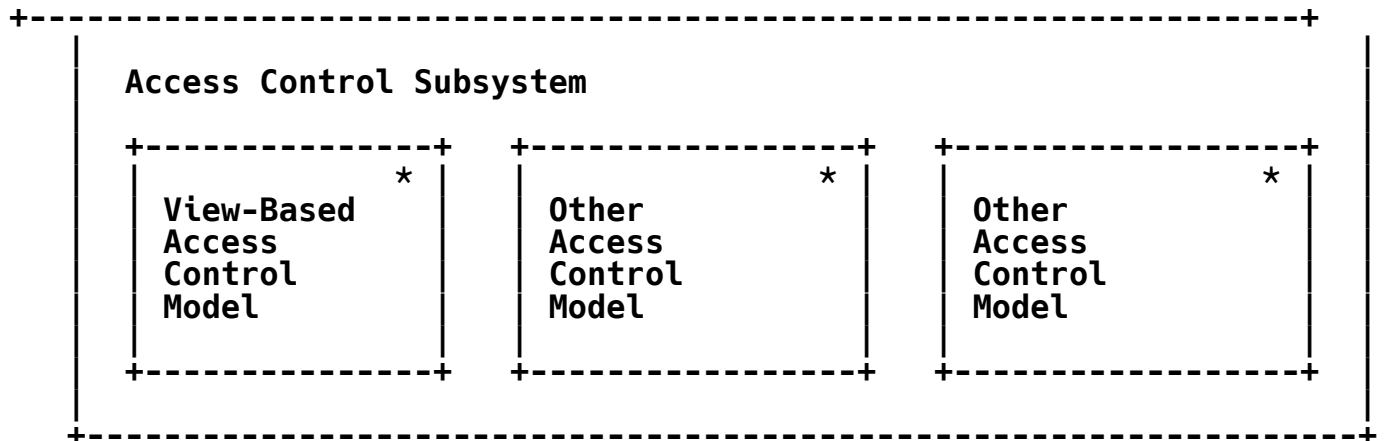 Access Control Subsystem
* * *
View-Based Other Other
Access Access Access
Control Control Control
Model Model Model